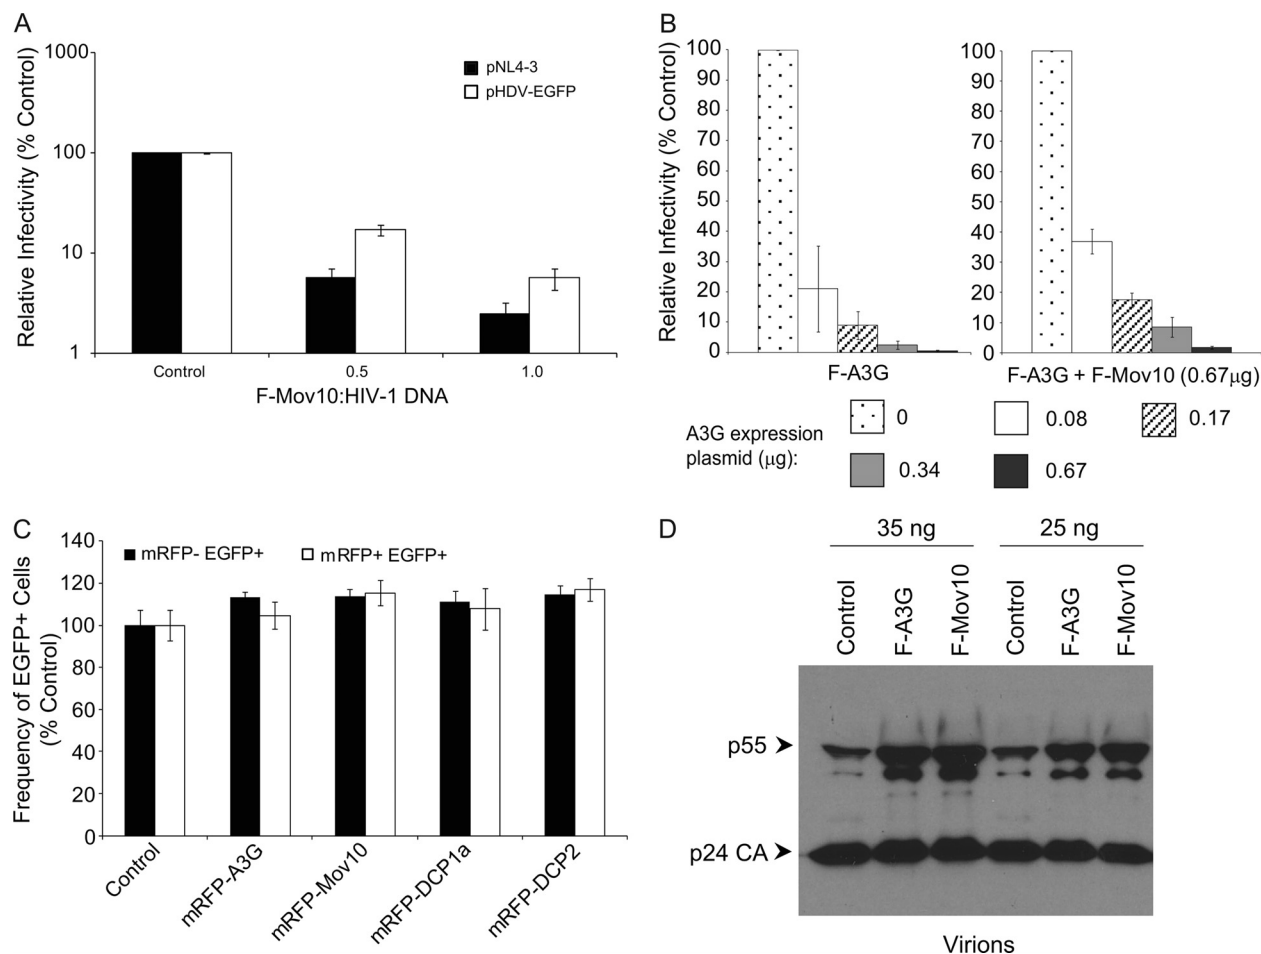 A
Relative Infectivity (% Control)
1000
100
10
1
pNL4-3
pHDV-EGFP
Control
0.5
1.0
F-Mov10:HIV-1 DNA
B
Relative Infectivity (% Control)
100
90
80
70
60
50
40
30
20
10
0
F-A3G
100
90
80
70
60
50
40
30
20
10
0
F-A3G + F-Mov10 (0.67µg)
A3G expression
plasmid (µg):
0
0.08
0.17
0.34
0.67
C
Frequency of EGFP+ Cells
(% Control)
140
120
100
80
60
40
20
0
mRFP- EGFP+
mRFP+ EGFP+
Control
mRFP-A3G
mRFP-Mov10
mRFP-DCP1a
mRFP-DCP2
D
35 ng
25 ng
Control
F-A3G
F-Mov10
Control
F-A3G
F-Mov10
p55
p24 CA
Virions